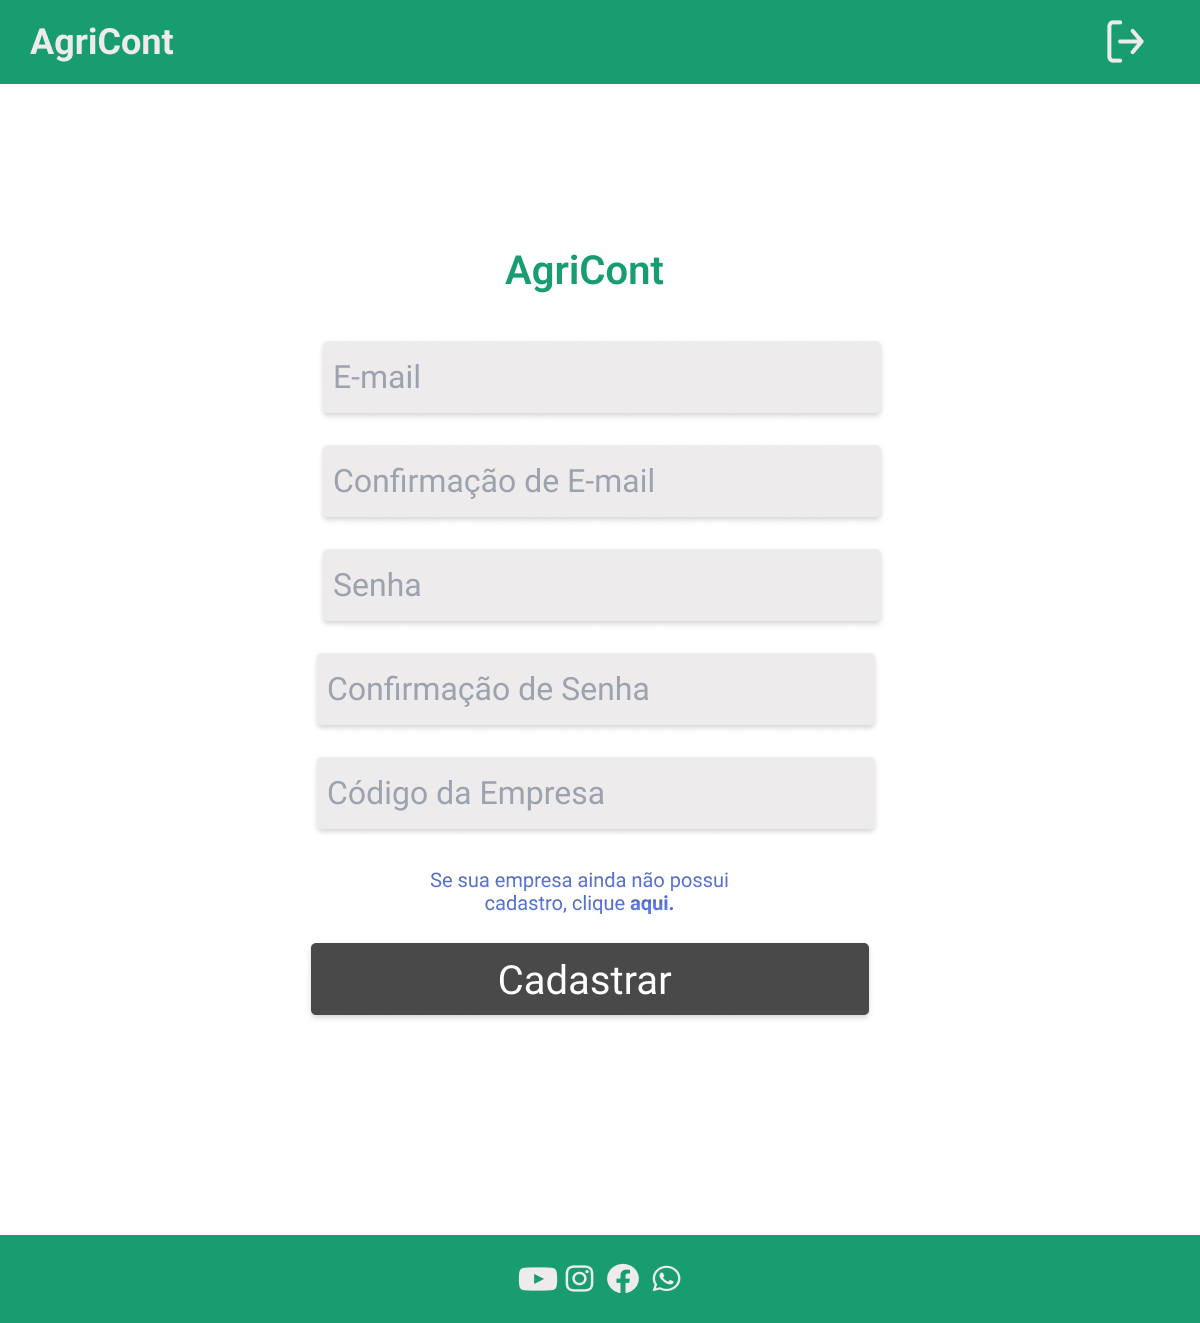 AgriCont
AgriCont
E-mail
Confirmação de E-mail
Senha
Confirmação de Senha
Código da Empresa
Se sua empresa ainda não possui
cadastro, clique aqui.
Cadastrar